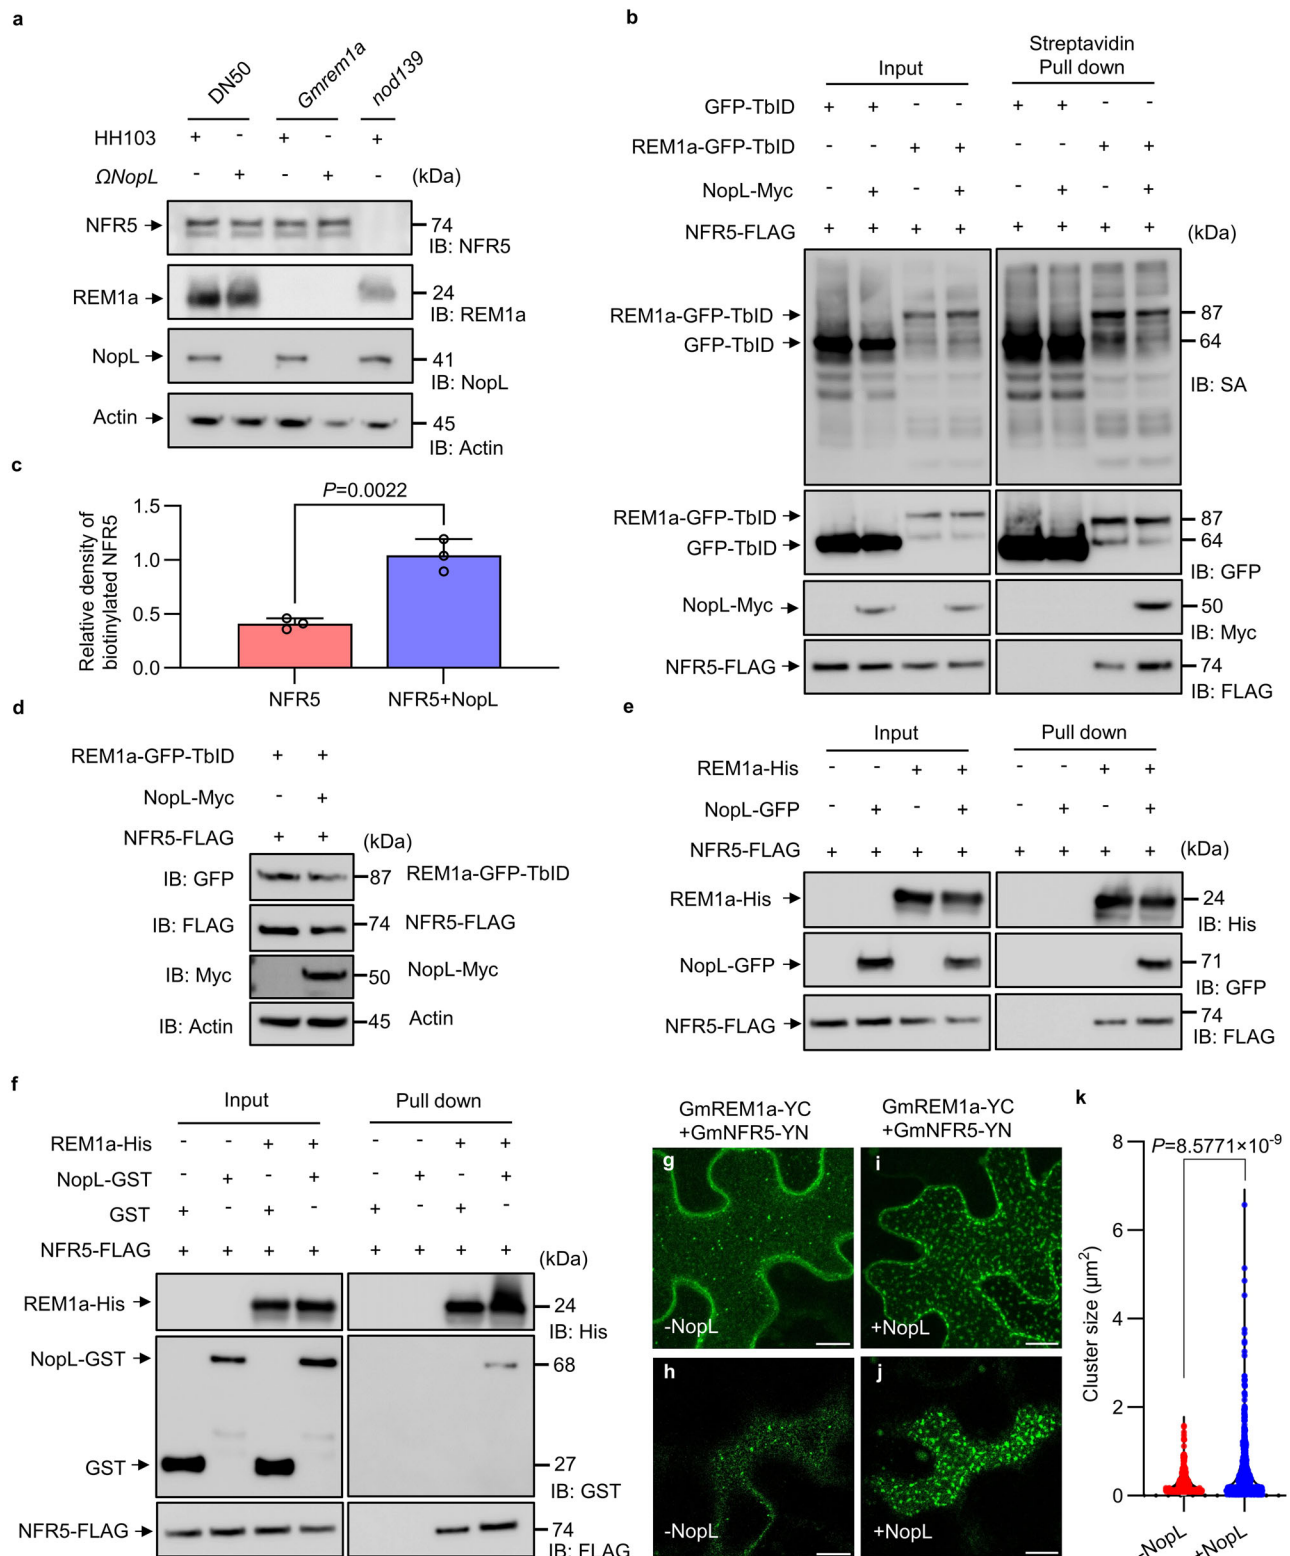 a
DN50 Gmrem1a nod139
HH103 + - + - +
ΩNopL - + - + - (kDa)
NFR5 74
IB: NFR5
REM1a 24
IB: REM1a
NopL 41
IB: NopL
Actin 45
IB: Actin
b
Input Streptavidin
Pull down
GFP-TbID + + - - + + - -
REM1a-GFP-TbID - - + + - - + +
NopL-Myc - + - + - + - +
NFR5-FLAG + + + + + + + + (kDa)
REM1a-GFP-TbID 87
GFP-TbID 64
IB: SA
REM1a-GFP-TbID 87
GFP-TbID 64
IB: GFP
NopL-Myc 50
IB: Myc
NFR5-FLAG 74
IB: FLAG
c
Relative density of
biotinylated NFR5
1.5
1.0
0.5
0.0
P=0.0022
NFR5 NFR5+NopL
d
REM1a-GFP-TbID + +
NopL-Myc - +
NFR5-FLAG + + (kDa)
IB: GFP 87 REM1a-GFP-TbID
IB: FLAG 74 NFR5-FLAG
IB: Myc 50 NopL-Myc
IB: Actin 45 Actin
e
Input Pull down
REM1a-His - - + + - - + +
NopL-GFP - + - + - + - +
NFR5-FLAG + + + + + + + + (kDa)
REM1a-His 24
IB: His
NopL-GFP 71
IB: GFP
NFR5-FLAG 74
IB: FLAG
f
Input Pull down
REM1a-His - - + + - - + +
NopL-GST - + - + - + - +
GST + - + - + - + -
NFR5-FLAG + + + + + + + + (kDa)
REM1a-His 24
IB: His
NopL-GST 68
GST 27
IB: GST
NFR5-FLAG 74
IB: FLAG
GmREM1a-YC
+GmNFR5-YN
GmREM1a-YC
+GmNFR5-YN
g
-NopL
i
+NopL
h
-NopL
j
+NopL
k
P=8.5771×10-9
Cluster size (μm2)
8
6
4
2
0
-NopL +NopL